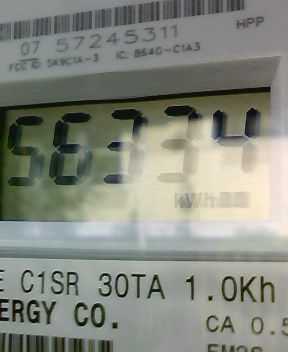 HPP
07 57245311
FCC ID: SK9C1A-3 IC: 864G-C1A3
56334
kWh
E C1SR 30TA 1.0Kh
ERGY CO.
CA 0.5